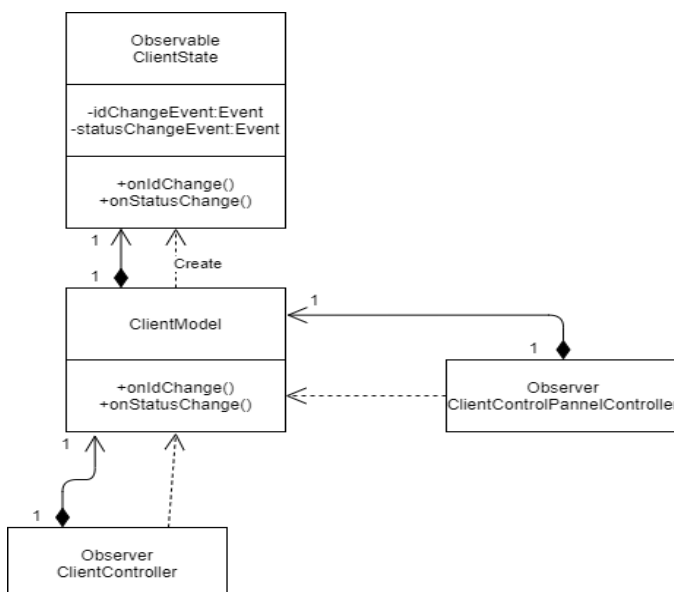 Observable
ClientState
-idChangeEvent:Event
-statusChangeEvent:Event
+onIdChange()
+onStatusChange()
1
1
Create
ClientModel
+onIdChange()
+onStatusChange()
1
1
Observer
ClientControlPannelController
1
1
Observer
ClientController